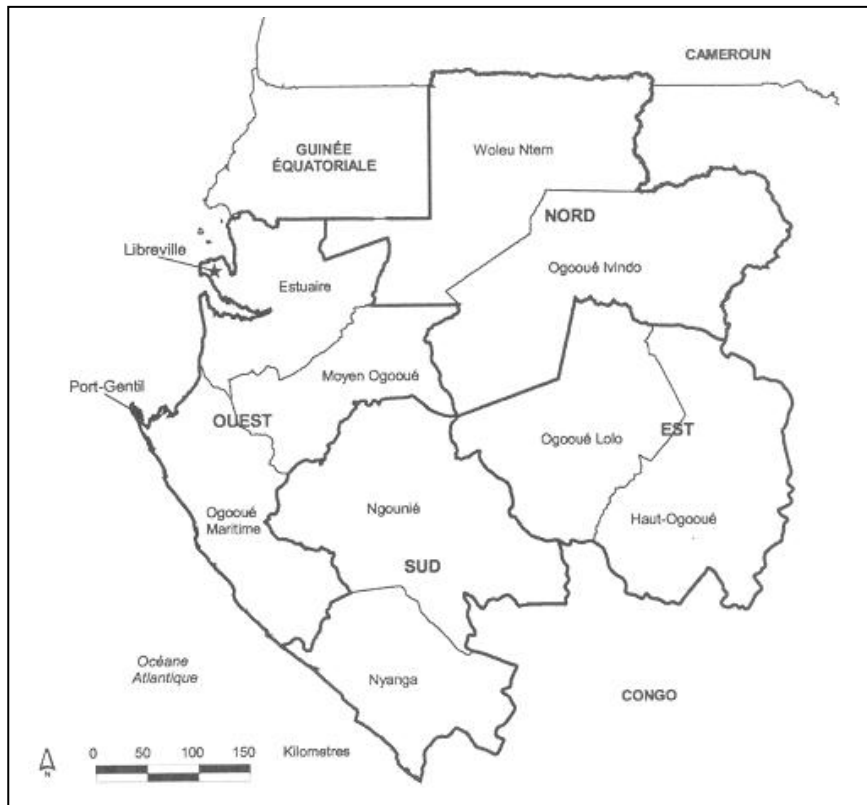 CAMEROUN
GUINÉE
ÉQUATORIALE
Woleu Ntem
NORD
Libreville
Ogooué Ivindo
Estuaire
Moyen Ogooué
Port-Gentil
OUEST
EST
Ogooué Lolo
Ogooué
Maritime
Ngounié
Haut-Ogooué
SUD
Océane
Atlantique
Nyanga
CONGO
Kilometres
0 50 100 150
N